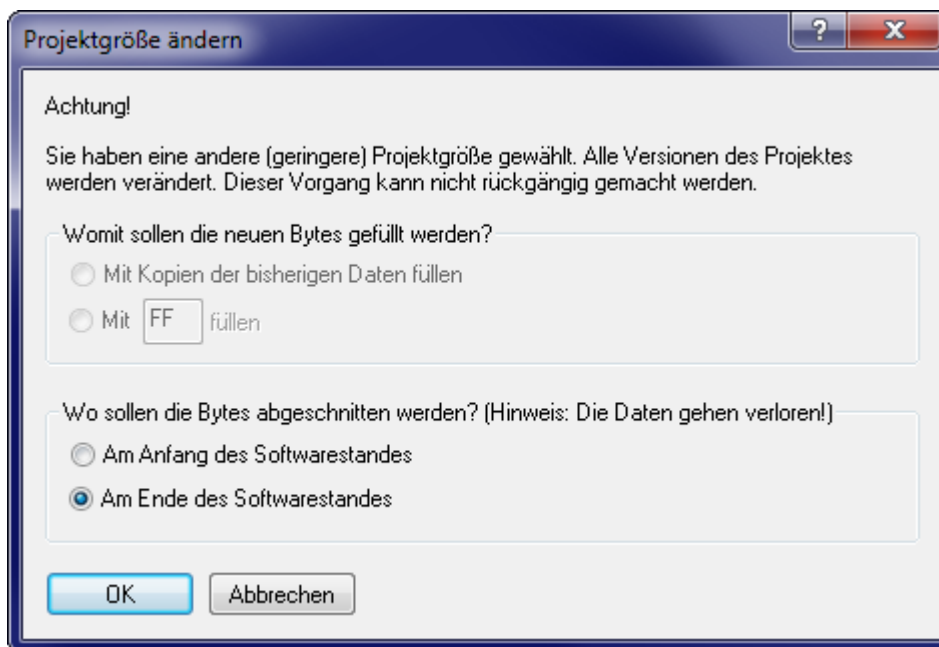 Projektgröße ändern
?
Achtung!
Sie haben eine andere (geringere) Projektgröße gewählt. Alle Versionen des Projektes
werden verändert. Dieser Vorgang kann nicht rückgängig gemacht werden.
Womit sollen die neuen Bytes gefüllt werden?
Mit Kopien der bisherigen Daten füllen
Mit FF füllen
Wo sollen die Bytes abgeschnitten werden? (Hinweis: Die Daten gehen verloren!)
Am Anfang des Softwarestandes
Am Ende des Softwarestandes
OK Abbrechen